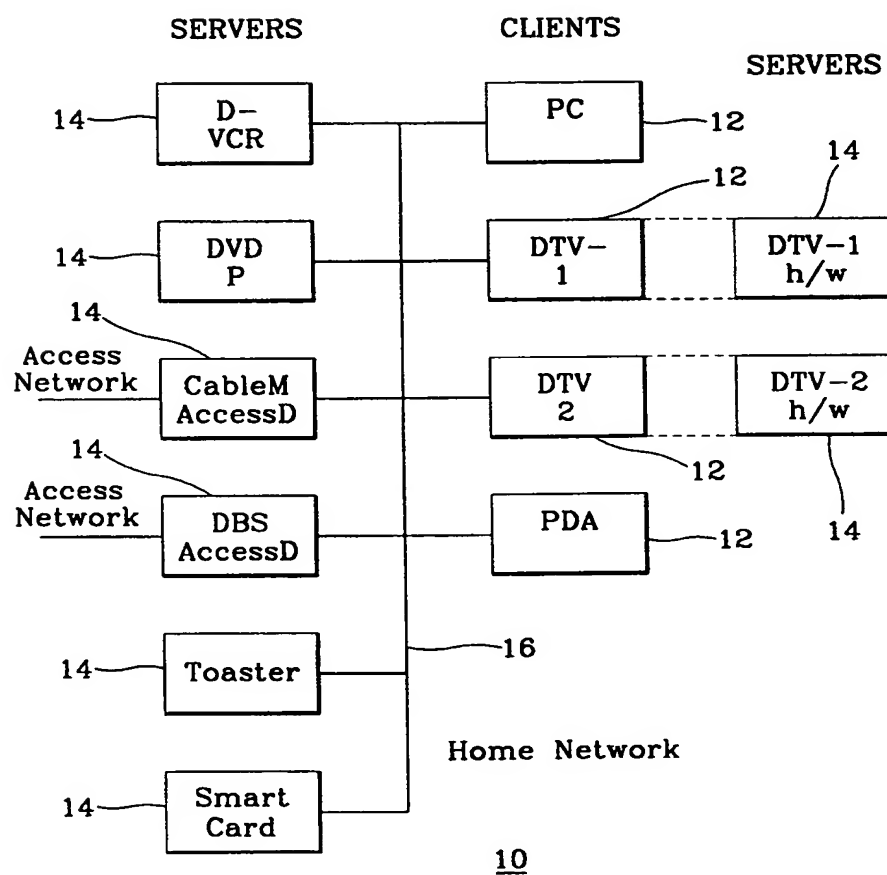 SERVERS
CLIENTS
SERVERS
14
D-
VCR
PC
12
12
14
14
DVD
P
DTV-
1
DTV-1
h/w
14
Access
Network
CableM
AccessD
DTV
2
DTV-2
h/w
14
12
Access
Network
DBS
AccessD
PDA
12
14
14
Toaster
16
Home Network
14
Smart
Card
10